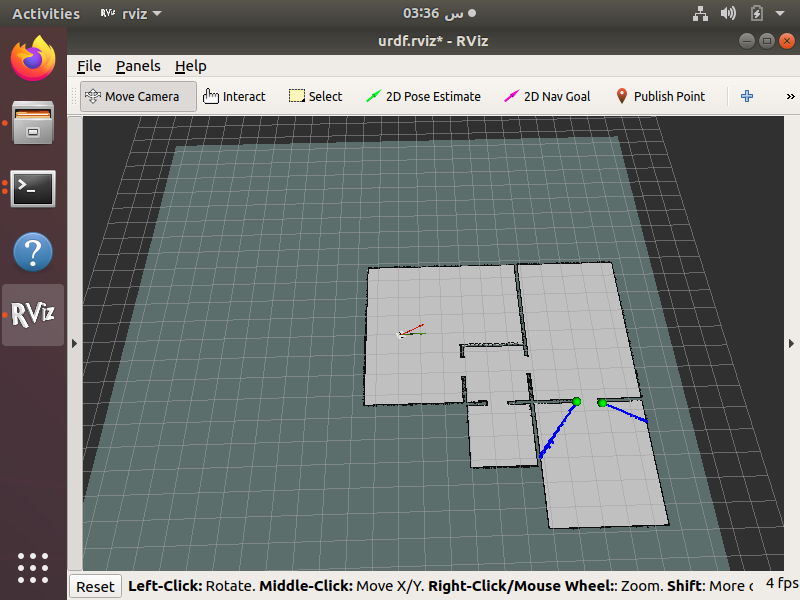 Activities RViz rviz 03:36 س
urdf.rviz* - RViz
File Panels Help
Move Camera Interact Select 2D Pose Estimate 2D Nav Goal Publish Point »
RViz
Reset Left-Click: Rotate. Middle-Click: Move X/Y. Right-Click/Mouse Wheel:: Zoom. Shift: More o 4 fps